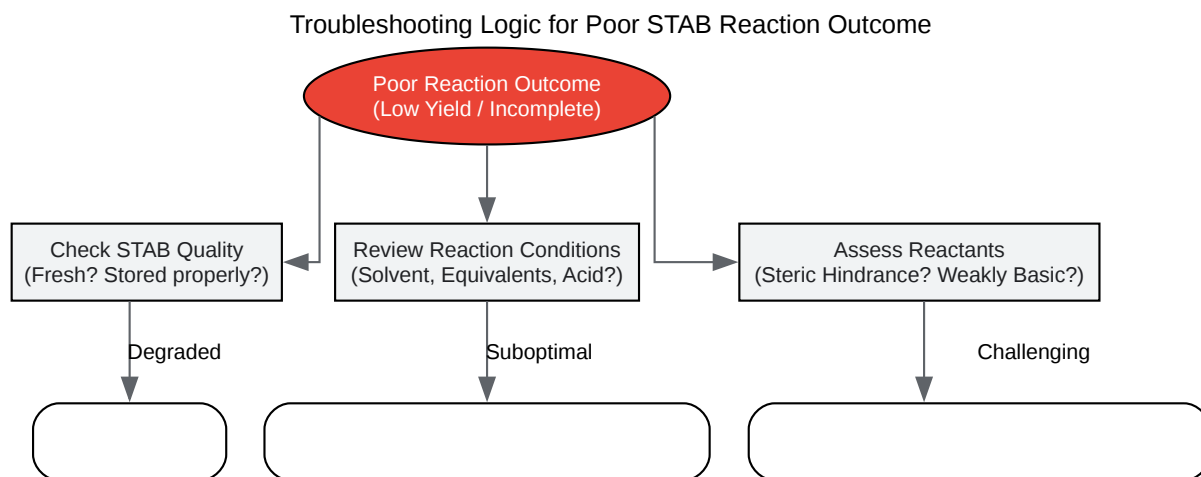 Troubleshooting Logic for Poor STAB Reaction Outcome
Poor Reaction Outcome
(Low Yield / Incomplete)
Check STAB Quality
(Fresh? Stored properly?)
Review Reaction Conditions
(Solvent, Equivalents, Acid?)
Assess Reactants
(Steric Hindrance? Weakly Basic?)
Degraded
Suboptimal
Challenging